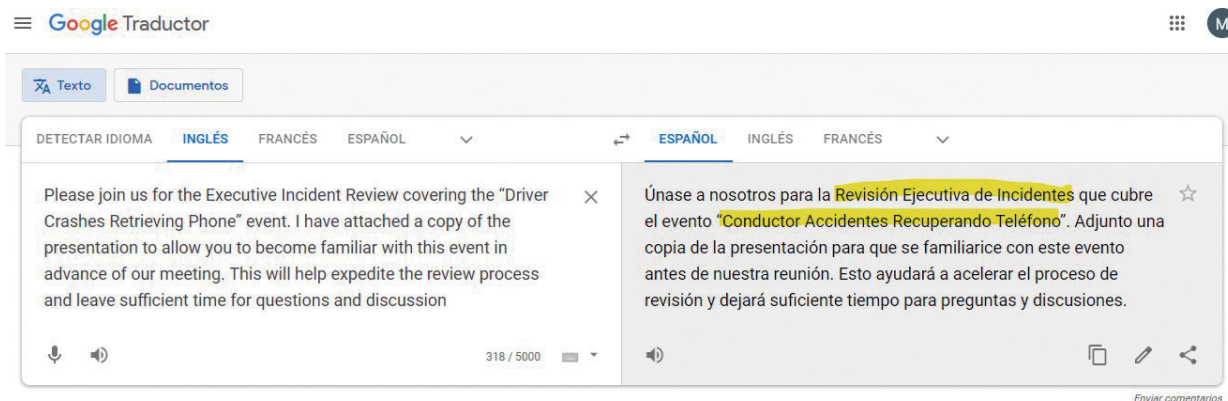 Google Traductor
M
Texto
Documentos
DETECTAR IDIOMA INGLÉS FRANCÉS ESPAÑOL
ESPAÑOL INGLÉS FRANCÉS
Please join us for the Executive Incident Review covering the “Driver
Crashes Retrieving Phone” event. I have attached a copy of the
presentation to allow you to become familiar with this event in
advance of our meeting. This will help expedite the review process
and leave sufficient time for questions and discussion
318 / 5000
Únase a nosotros para la Revisión Ejecutiva de Incidentes que cubre
el evento “Conductor Accidentes Recuperando Teléfono”. Adjunto una
copia de la presentación para que se familiarice con este evento
antes de nuestra reunión. Esto ayudará a acelerar el proceso de
revisión y dejará suficiente tiempo para preguntas y discusiones.
Enviar comentarios